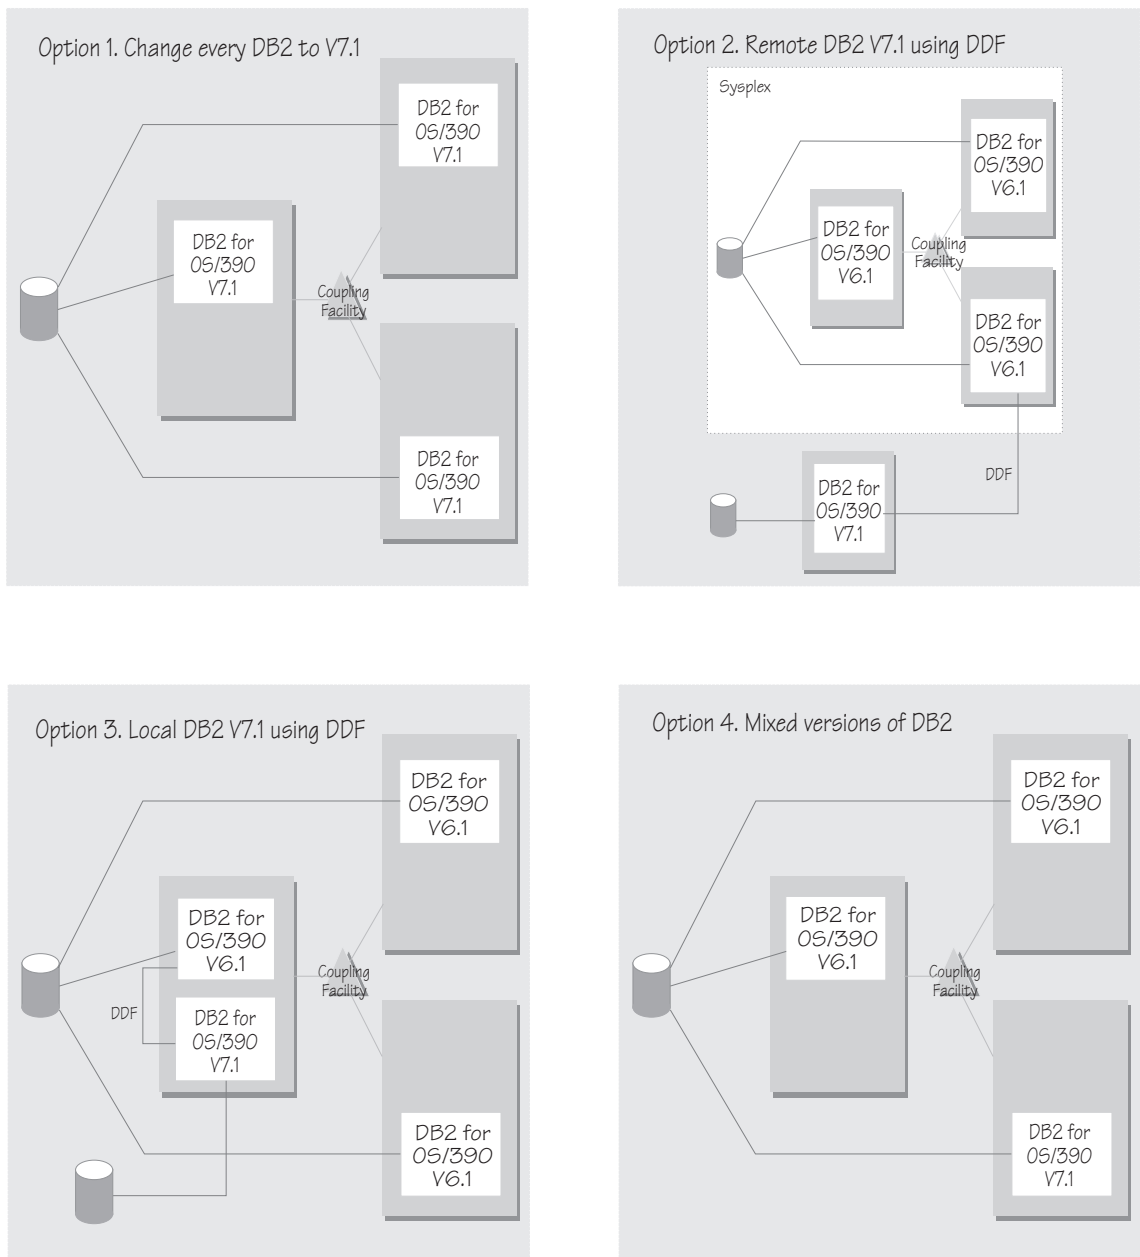 Option 1. Change every DB2 to V7.1
DB2 for
OS/390
V7.1
DB2 for
OS/390
V7.1
Coupling
Facility
DB2 for
OS/390
V7.1
Option 2. Remote DB2 V7.1 using DDF
Sysplex
DB2 for
OS/390
V6.1
DB2 for
OS/390
V6.1
Coupling
Facility
DB2 for
OS/390
V6.1
DDF
DB2 for
OS/390
V7.1
Option 3. Local DB2 V7.1 using DDF
DB2 for
OS/390
V6.1
DB2 for
OS/390
V6.1
Coupling
Facility
DDF
DB2 for
OS/390
V7.1
DB2 for
OS/390
V6.1
Option 4. Mixed versions of DB2
DB2 for
OS/390
V6.1
DB2 for
OS/390
V6.1
Coupling
Facility
DB2 for
OS/390
V7.1